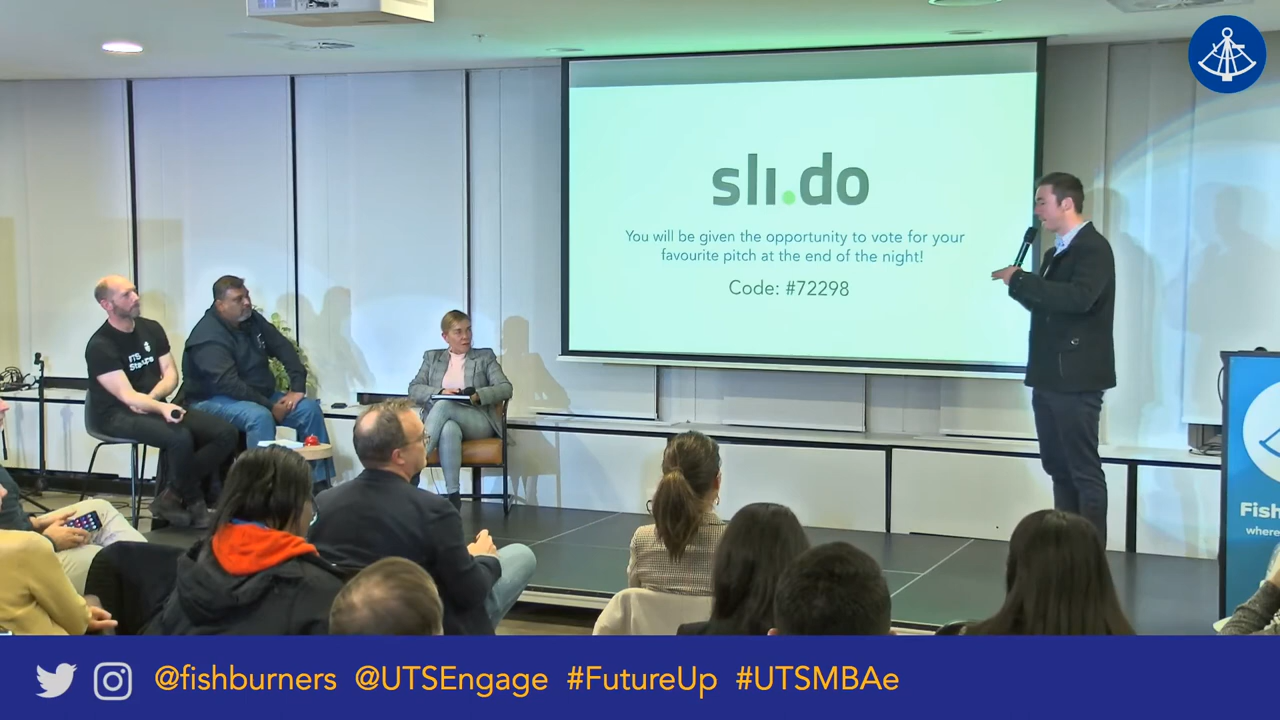 sli.do
You will be given the opportunity to vote for your
favourite pitch at the end of the night!
Code: #72298
UTS
Startups
Fish
where
@fishburners @UTSEngage #FutureUp #UTSMBAe